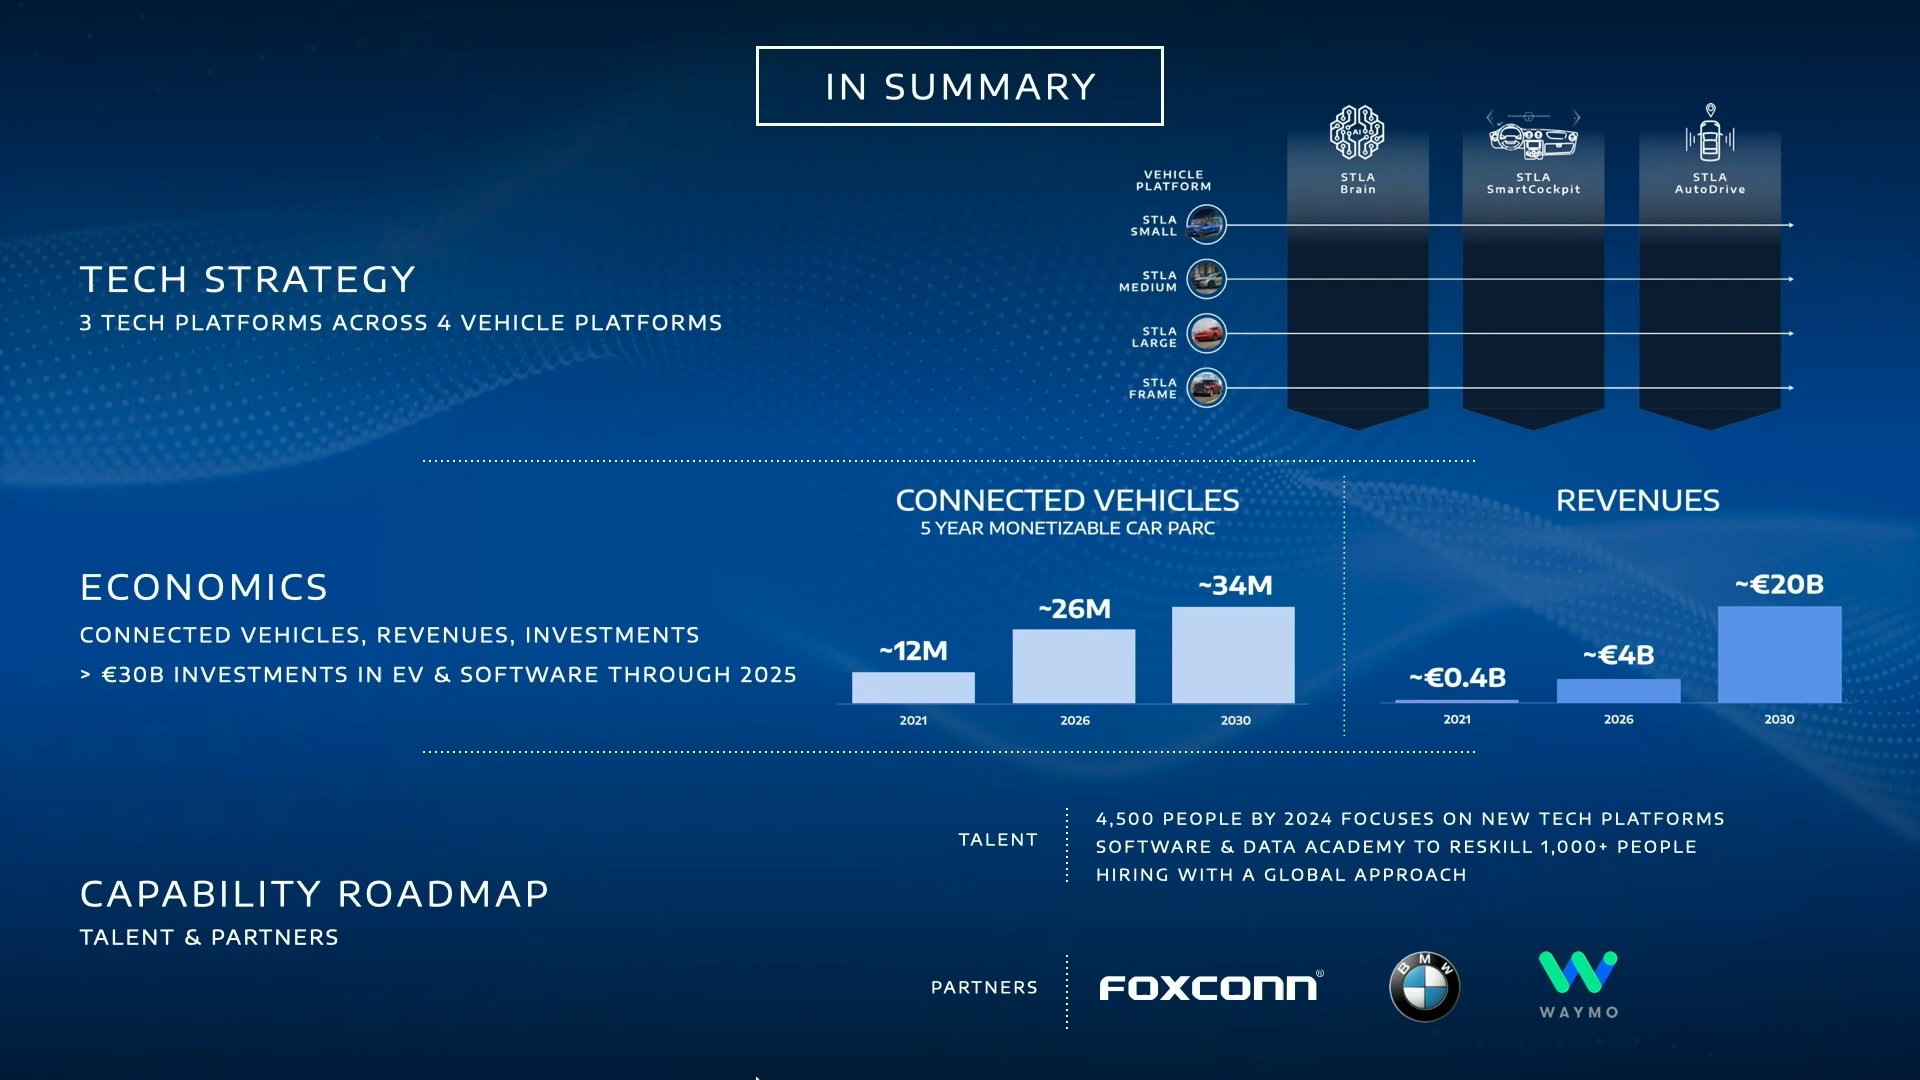 IN SUMMARY
TECH STRATEGY
3 TECH PLATFORMS ACROSS 4 VEHICLE PLATFORMS
VEHICLE
PLATFORM
AI
STLA
Brain
STLA
SmartCockpit
STLA
AutoDrive
STLA
SMALL
STLA
MEDIUM
STLA
LARGE
STLA
FRAME
ECONOMICS
CONNECTED VEHICLES, REVENUES, INVESTMENTS
> €30B INVESTMENTS IN EV & SOFTWARE THROUGH 2025
CONNECTED VEHICLES
5 YEAR MONETIZABLE CAR PARC
~12M
~26M
~34M
2021
2026
2030
REVENUES
~€0.4B
~€4B
~€20B
2021
2026
2030
CAPABILITY ROADMAP
TALENT & PARTNERS
TALENT
4,500 PEOPLE BY 2024 FOCUSES ON NEW TECH PLATFORMS
SOFTWARE & DATA ACADEMY TO RESKILL 1,000+ PEOPLE
HIRING WITH A GLOBAL APPROACH
PARTNERS
FOXCONN®
BMW
WAYMO